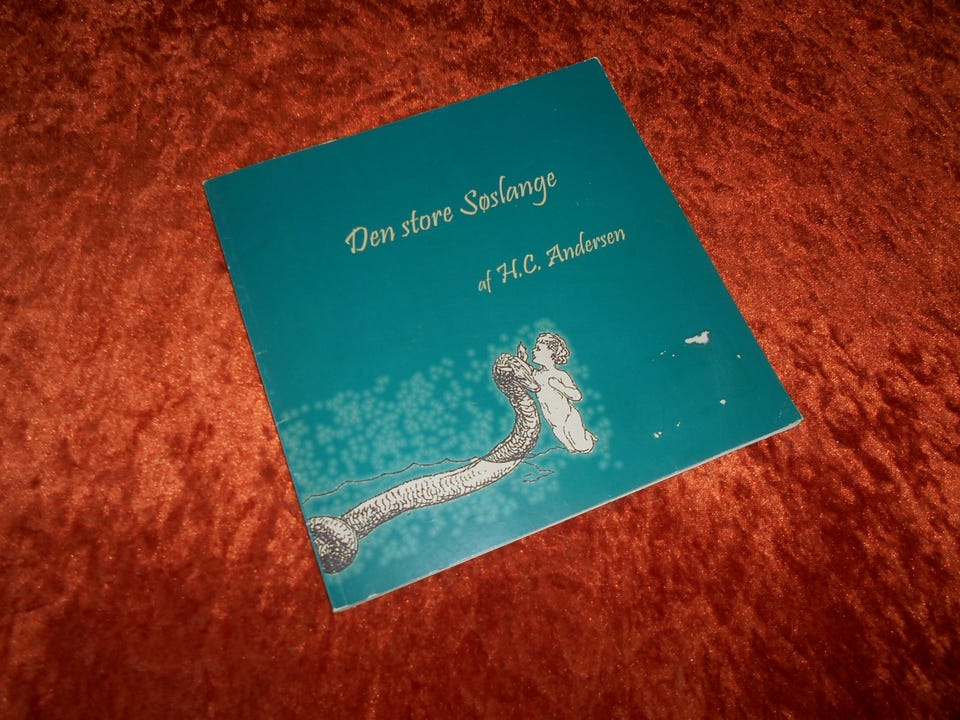 Den store Søslange
af H.C. Andersen